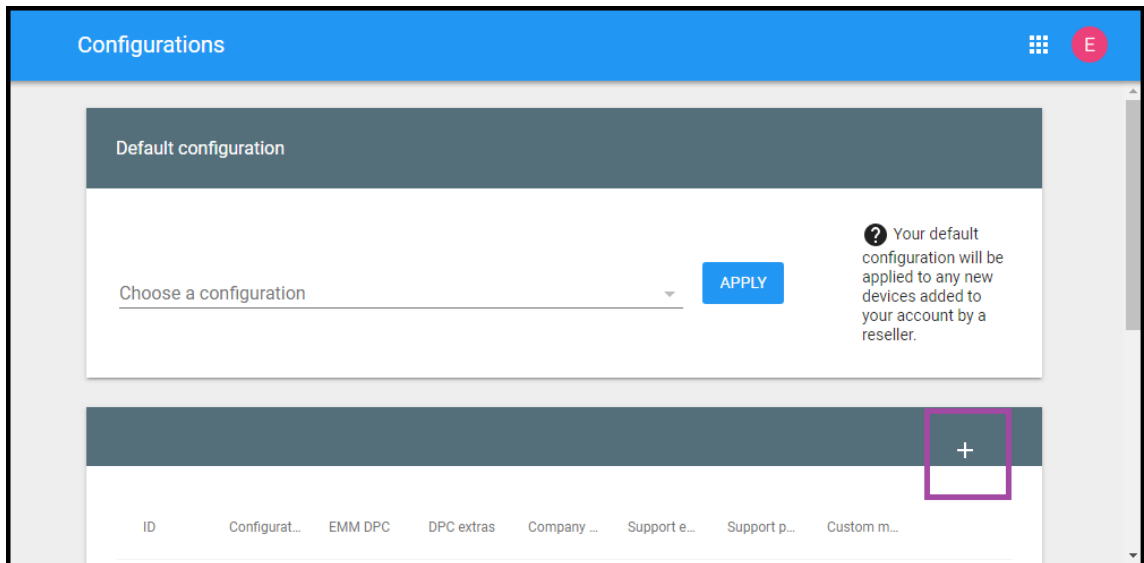 Configurations
E
Default configuration
Choose a configuration
APPLY
? Your default
configuration will be
applied to any new
devices added to
your account by a
reseller.
+
ID Configurat... EMM DPC DPC extras Company ... Support e... Support p... Custom m...